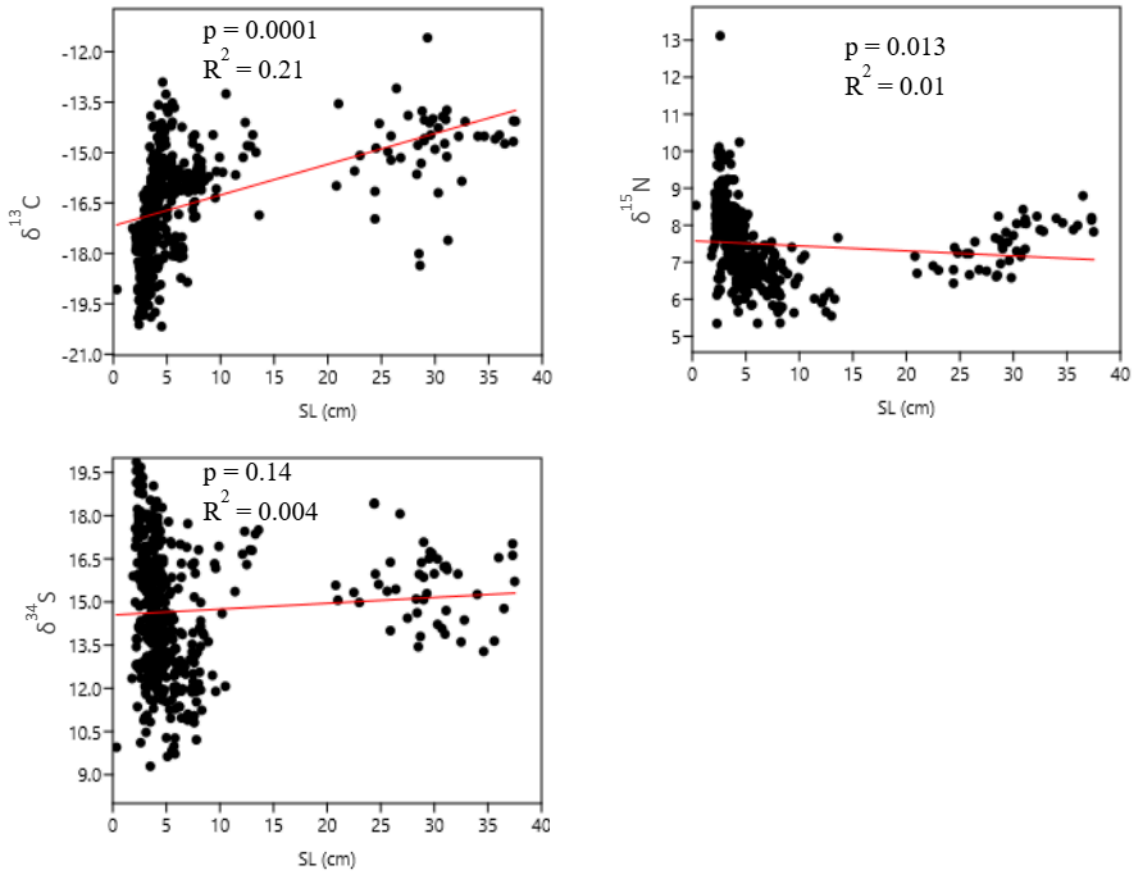 p = 0.0001
R² = 0.21
-12.0
-13.5
-15.0
-16.5
-18.0
-19.5
-21.0
δ¹³C
0 5 10 15 20 25 30 35 40
SL (cm)
p = 0.013
R² = 0.01
13
12
11
10
9
8
7
6
5
δ¹⁵N
0 5 10 15 20 25 30 35 40
SL (cm)
p = 0.14
R² = 0.004
19.5
18.0
16.5
15.0
13.5
12.0
10.5
9.0
δ³⁴S
0 5 10 15 20 25 30 35 40
SL (cm)